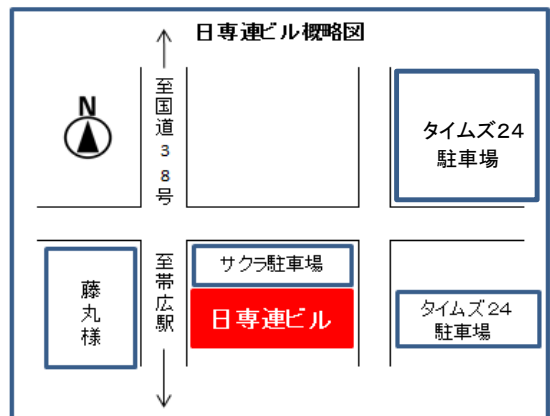 日専連ビル概略図
N
至国道38号
タイムズ24
駐車場
藤丸様
至帯広駅
サクラ駐車場
日専連ビル
タイムズ24
駐車場